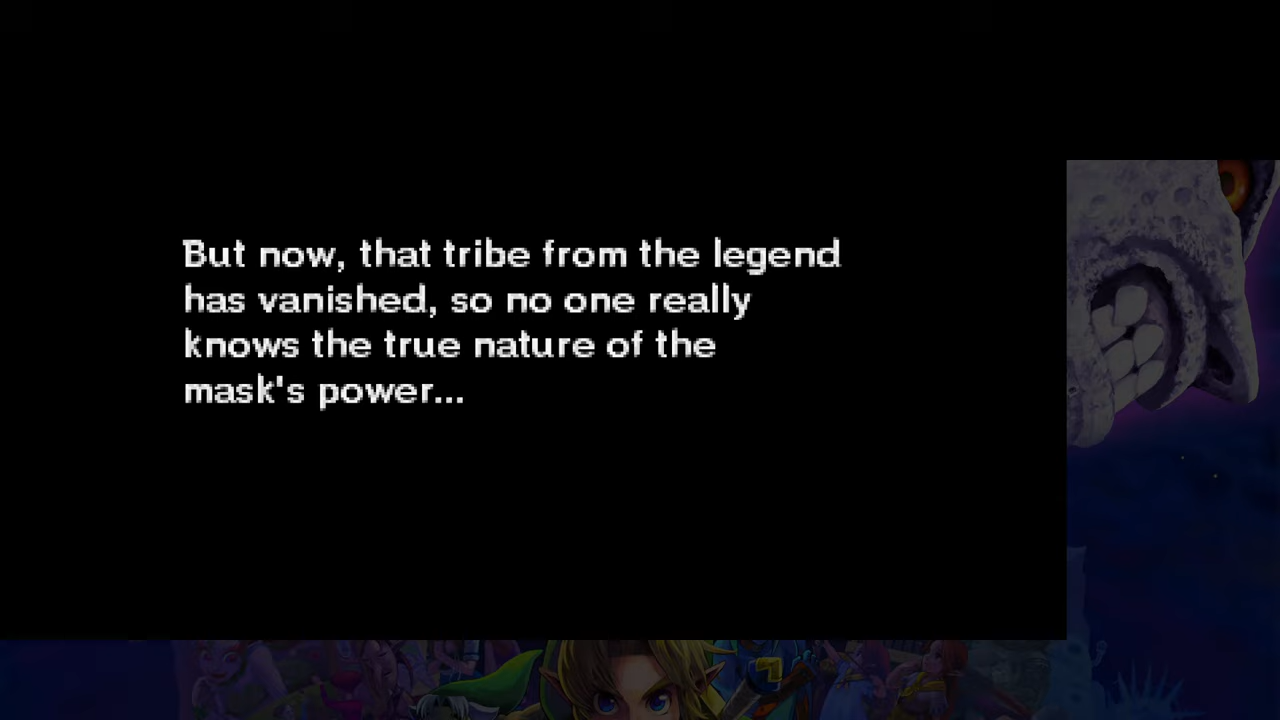 But now, that tribe from the legend
has vanished, so no one really
knows the true nature of the
mask's power...